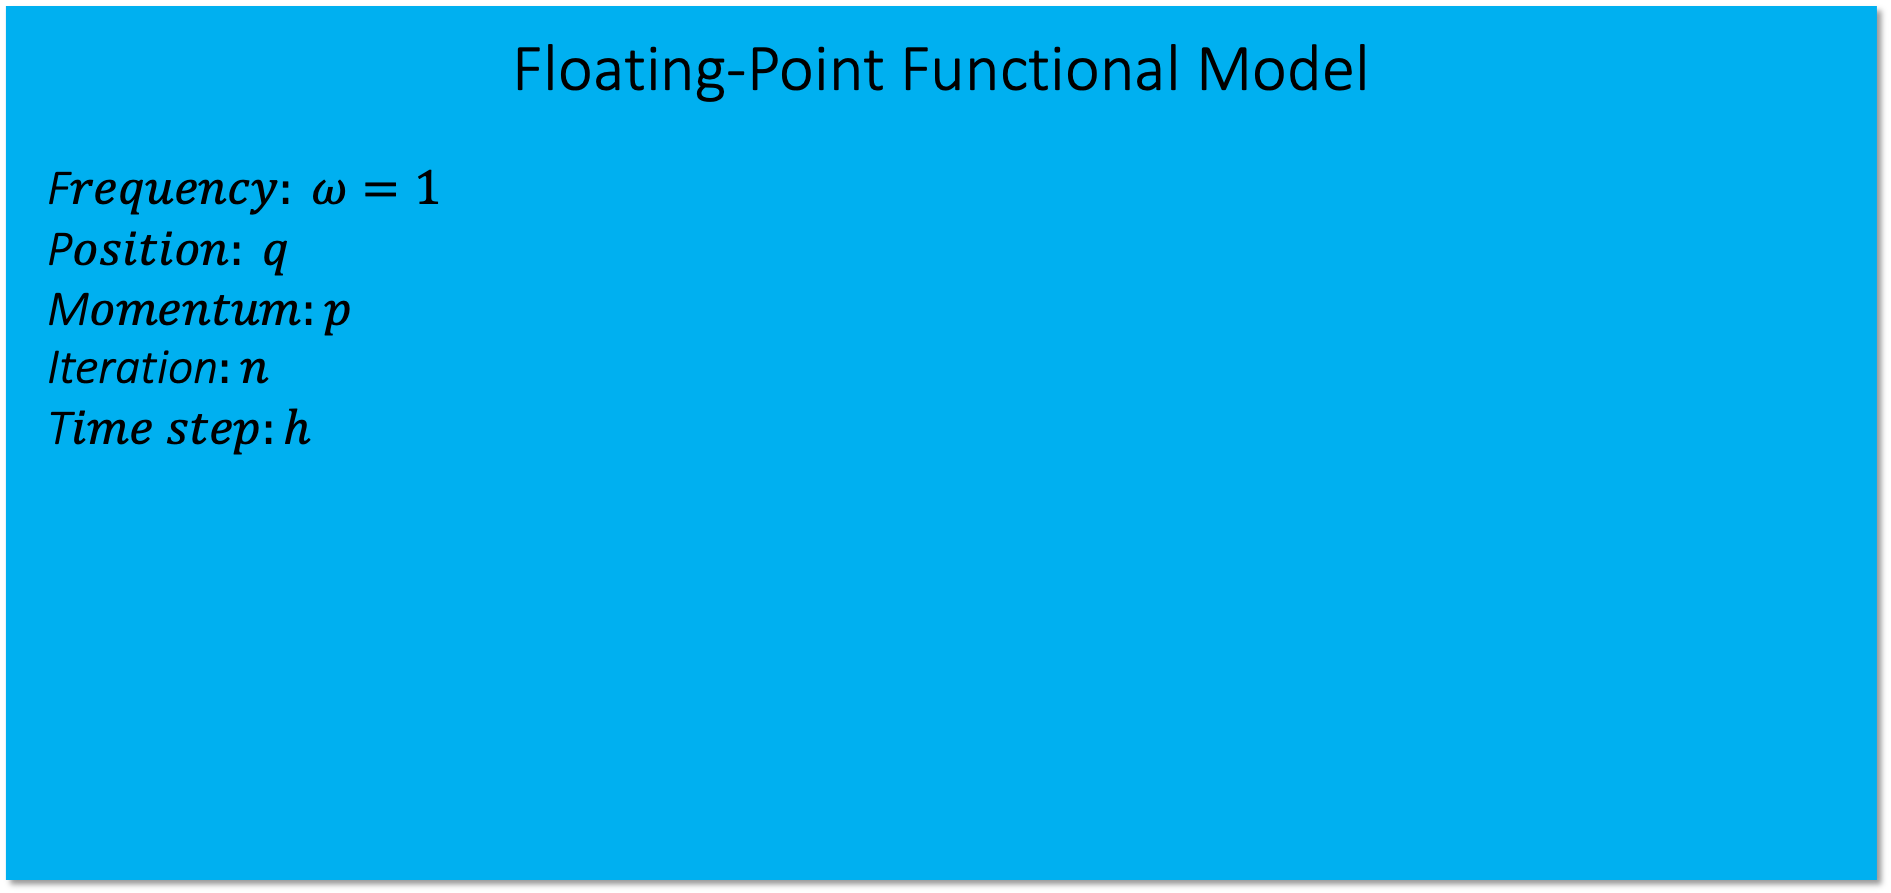 Floating-Point Functional Model
Frequency: ω = 1
Position: q
Momentum: p
Iteration: n
Time step: h